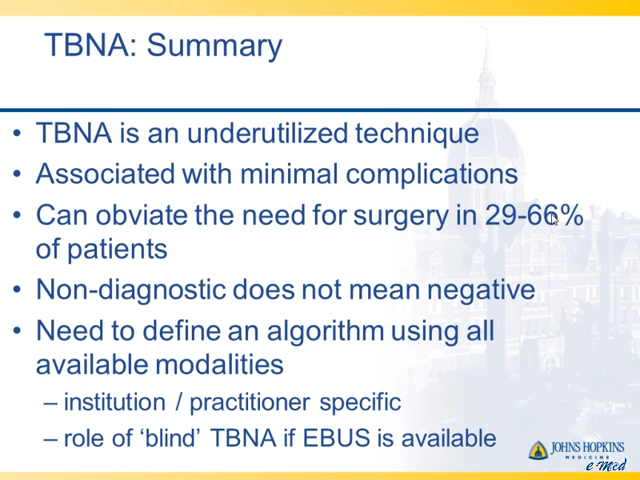 TBNA: Summary
• TBNA is an underutilized technique
• Associated with minimal complications
• Can obviate the need for surgery in 29-66%
of patients
• Non-diagnostic does not mean negative
• Need to define an algorithm using all
available modalities
– institution / practitioner specific
– role of ‘blind’ TBNA if EBUS is available
JOHNS HOPKINS
MEDICINE
e-Med